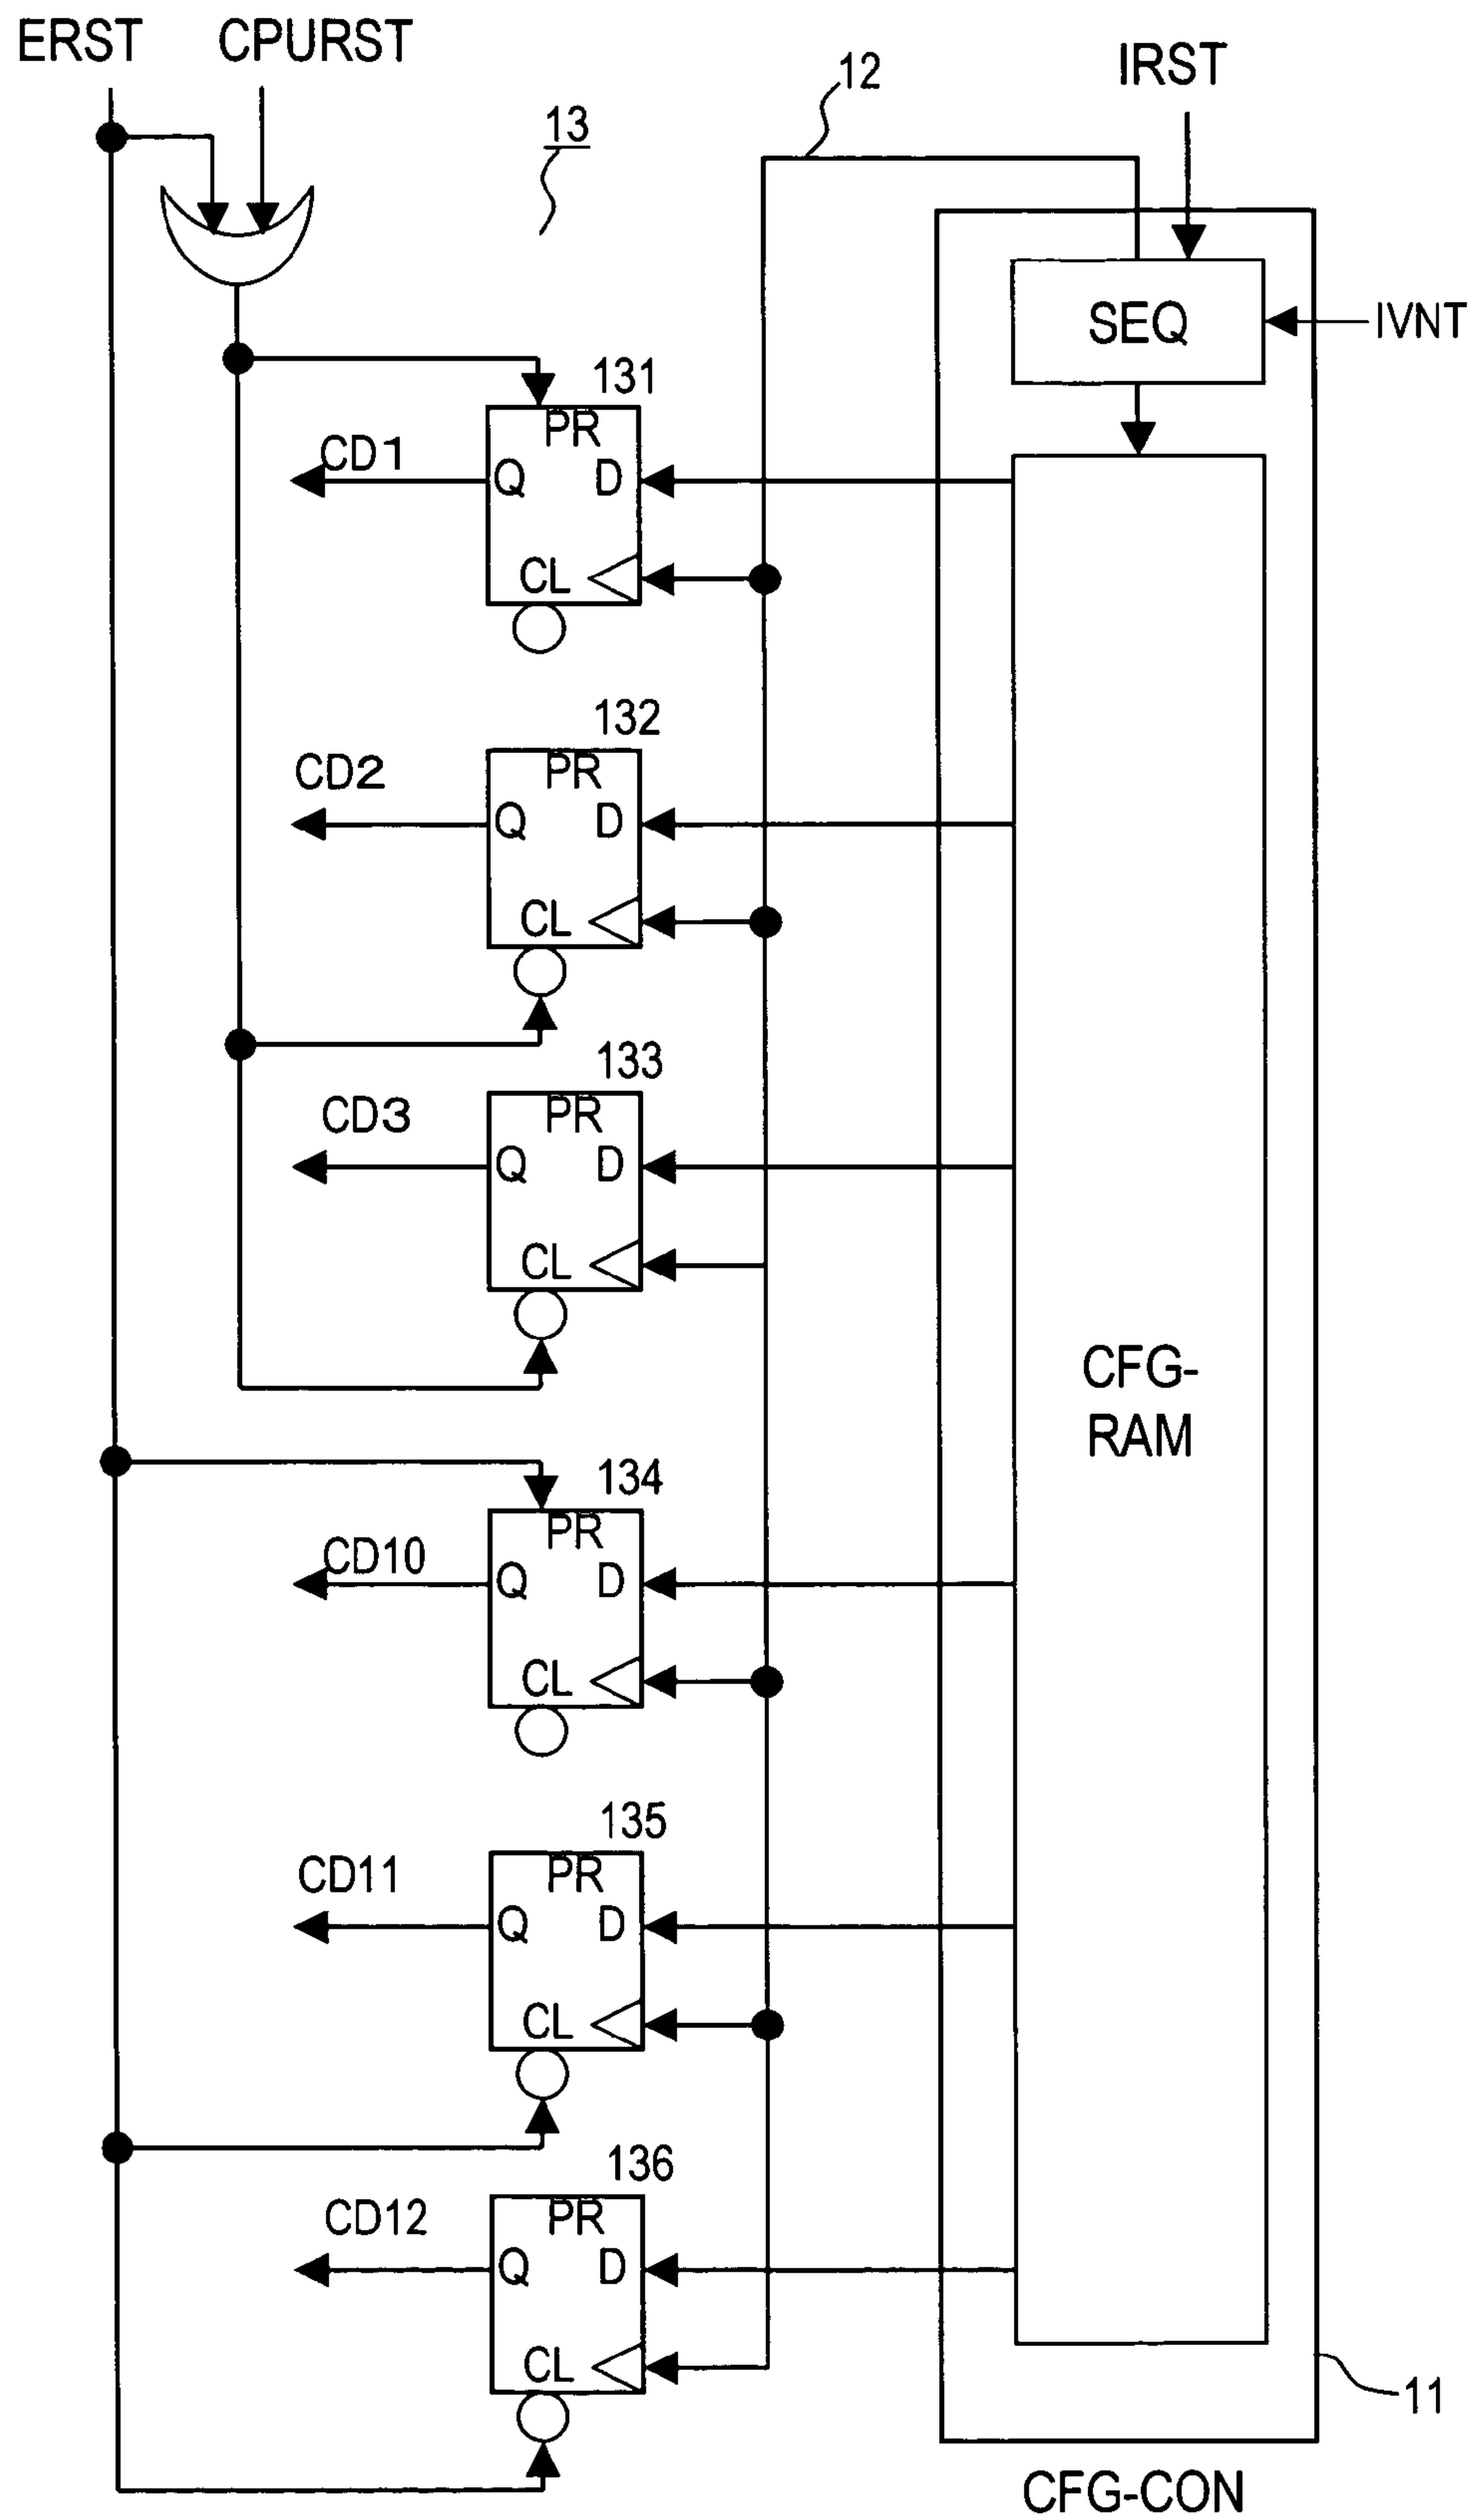 ERST CPURST
12
IRST
13
SEQ
IVNT
131
PR
CD1
Q D
CL
132
PR
CD2
Q D
CL
133
PR
CD3
Q D
CL
CFG-
RAM
134
PR
CD10
Q D
CL
135
PR
CD11
Q D
CL
136
PR
CD12
Q D
CL
11
CFG-CON